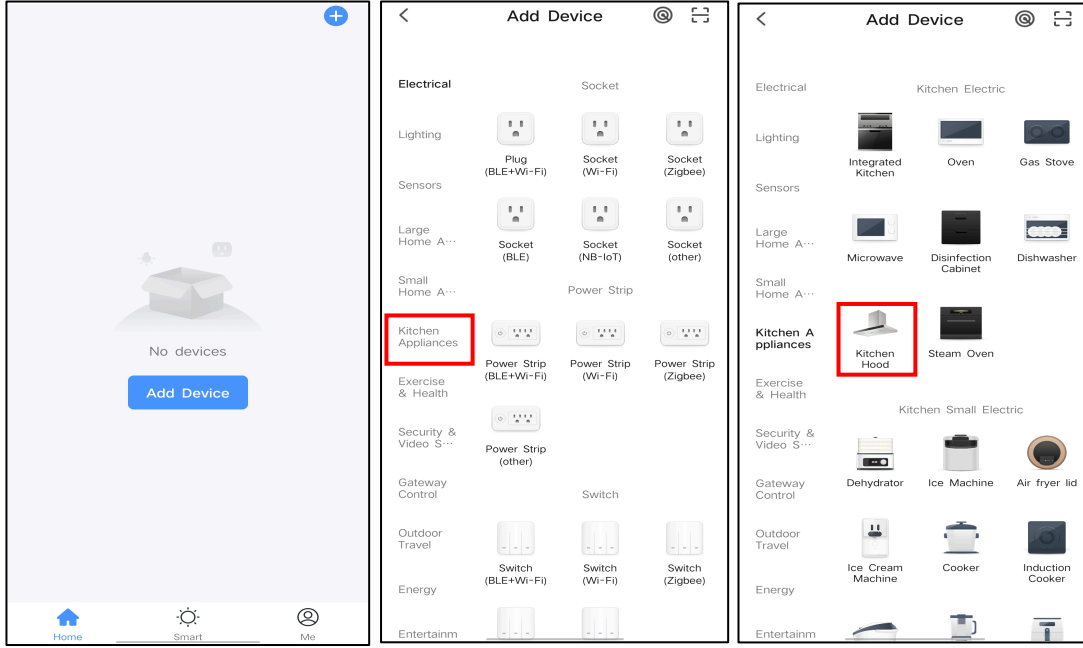 No devices
Add Device
Home
Smart
Me
Add Device
Electrical
Lighting
Sensors
Large
Home A…
Small
Home A…
Kitchen
Appliances
Exercise
& Health
Security &
Video S…
Gateway
Control
Outdoor
Travel
Energy
Entertainm
Socket
Plug
(BLE+Wi-Fi)
Socket
(Wi-Fi)
Socket
(Zigbee)
Socket
(BLE)
Socket
(NB-IoT)
Socket
(other)
Power Strip
Power Strip
(BLE+Wi-Fi)
Power Strip
(Wi-Fi)
Power Strip
(Zigbee)
Power Strip
(other)
Switch
Switch
(BLE+Wi-Fi)
Switch
(Wi-Fi)
Switch
(Zigbee)
Add Device
Electrical
Lighting
Sensors
Large
Home A…
Small
Home A…
Kitchen A
ppliances
Exercise
& Health
Security &
Video S…
Gateway
Control
Outdoor
Travel
Energy
Entertainm
Kitchen Electric
Integrated
Kitchen
Oven
Gas Stove
Microwave
Disinfection
Cabinet
Dishwasher
Kitchen
Hood
Steam Oven
Kitchen Small Electric
Dehydrator
Ice Machine
Air fryer lid
Ice Cream
Machine
Cooker
Induction
Cooker